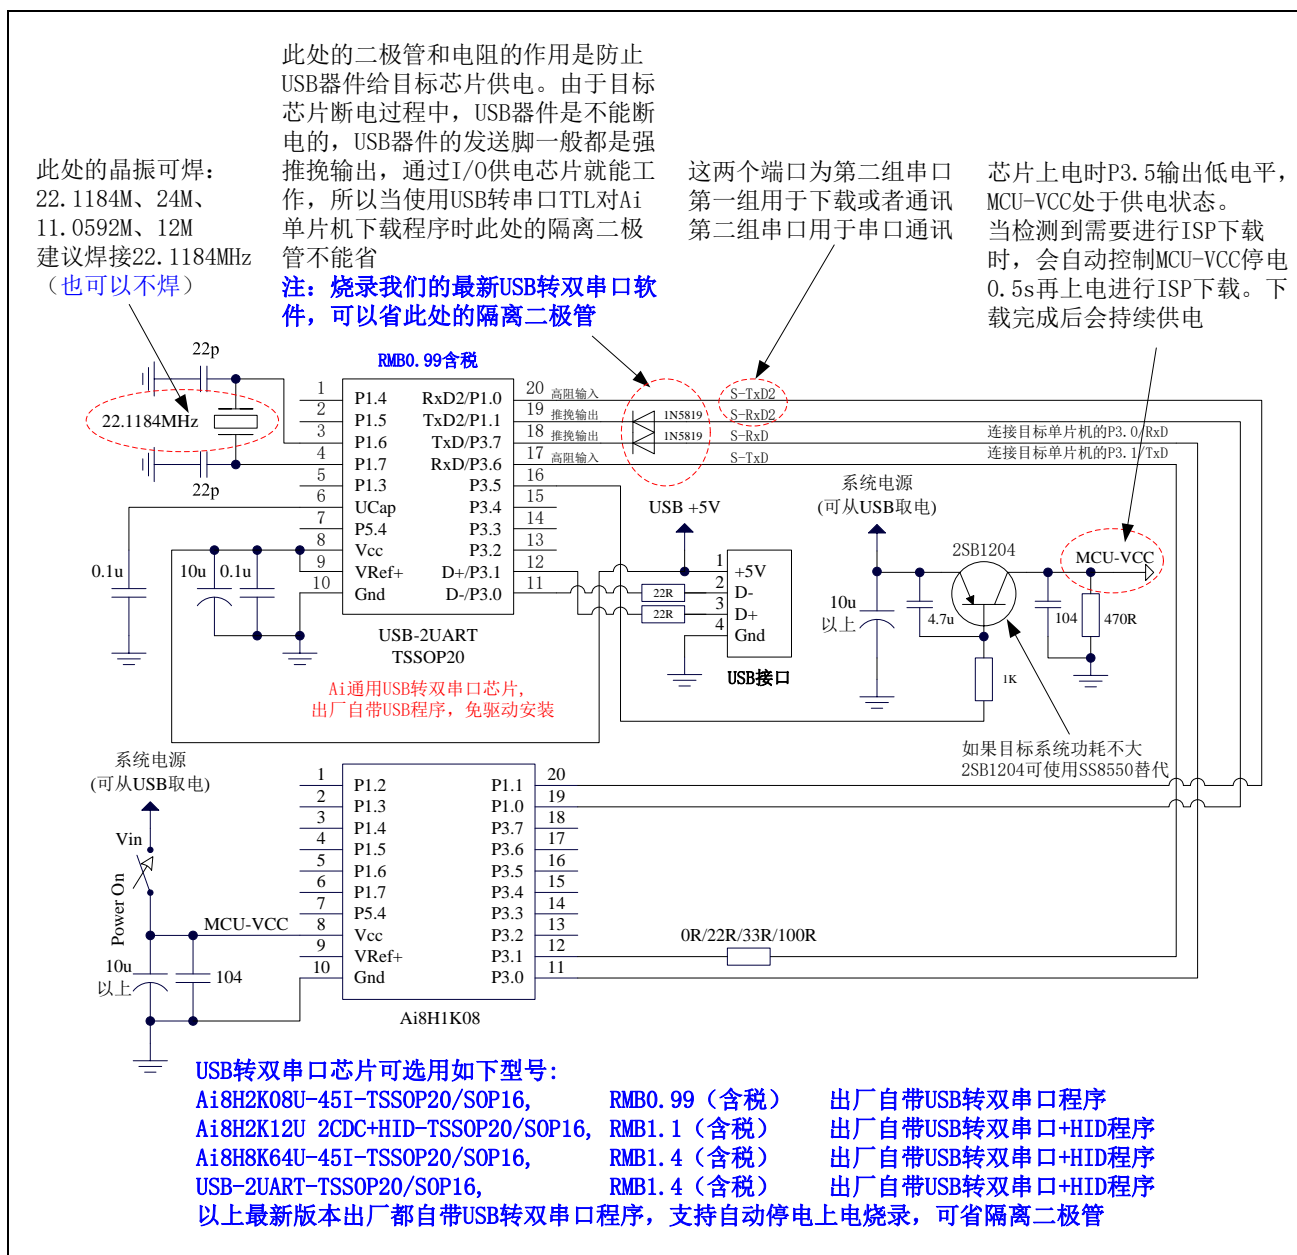 此处的二极管和电阻的作用是防止
USB器件给目标芯片供电。由于目标
芯片断电过程中，USB器件是不能断
电的，USB器件的发送脚一般都是强
推挽输出，通过I/O供电芯片就能工
作，所以当使用USB转串口TTL对Ai
单片机下载程序时此处的隔离二极
管不能省
注：烧录我们的最新USB转双串口软
件，可以省此处的隔离二极管
此处的晶振可焊：
22.1184M、24M、
11.0592M、12M
建议焊接22.1184MHz
（也可以不焊）
这两个端口为第二组串口
第一组用于下载或者通讯
第二组串口用于串口通讯
芯片上电时P3.5输出低电平，
MCU-VCC处于供电状态。
当检测到需要进行ISP下载
时，会自动控制MCU-VCC停电
0.5s再上电进行ISP下载。下
载完成后会持续供电
22p
22.1184MHz
22p
RMB0.99含税
1 P1.4
2 P1.5
3 P1.6
4 P1.7
5 P1.3
6 UCap
7 P5.4
8 Vcc
9 VRef+
10 Gnd
RxD2/P1.0 20 高阻输入 S-TxD2
TxD2/P1.1 19 推挽输出 1N5819 S-RxD2
TxD/P3.7 18 推挽输出 1N5819 S-RxD 连接目标单片机的P3.0/RxD
RxD/P3.6 17 高阻输入 S-TxD 连接目标单片机的P3.1/TxD
P3.5 16
P3.4 15
P3.3 14
P3.2 13
D+/P3.1 12
D-/P3.0 11
0.1u
10u
0.1u
USB-2UART
TSSOP20
Ai通用USB转双串口芯片,
出厂自带USB程序，免驱动安装
USB +5V
22R
22R
1 +5V
2 D-
3 D+
4 Gnd
USB接口
系统电源
(可从USB取电)
2SB1204
MCU-VCC
10u
以上
4.7u
104
470R
1K
如果目标系统功耗不大
2SB1204可使用SS8550替代
系统电源
(可从USB取电)
Vin
Power On
MCU-VCC
10u
以上
104
1 P1.2
2 P1.3
3 P1.4
4 P1.5
5 P1.6
6 P1.7
7 P5.4
8 Vcc
9 VRef+
10 Gnd
P1.1 20
P1.0 19
P3.7 18
P3.6 17
P3.5 16
P3.4 15
P3.3 14
P3.2 13
P3.1 12
P3.0 11
0R/22R/33R/100R
Ai8H1K08
USB转双串口芯片可选用如下型号:
Ai8H2K08U-45I-TSSOP20/SOP16, RMB0.99（含税） 出厂自带USB转双串口程序
Ai8H2K12U 2CDC+HID-TSSOP20/SOP16, RMB1.1（含税） 出厂自带USB转双串口+HID程序
Ai8H8K64U-45I-TSSOP20/SOP16, RMB1.4（含税） 出厂自带USB转双串口+HID程序
USB-2UART-TSSOP20/SOP16, RMB1.4（含税） 出厂自带USB转双串口+HID程序
以上最新版本出厂都自带USB转双串口程序，支持自动停电上电烧录，可省隔离二极管